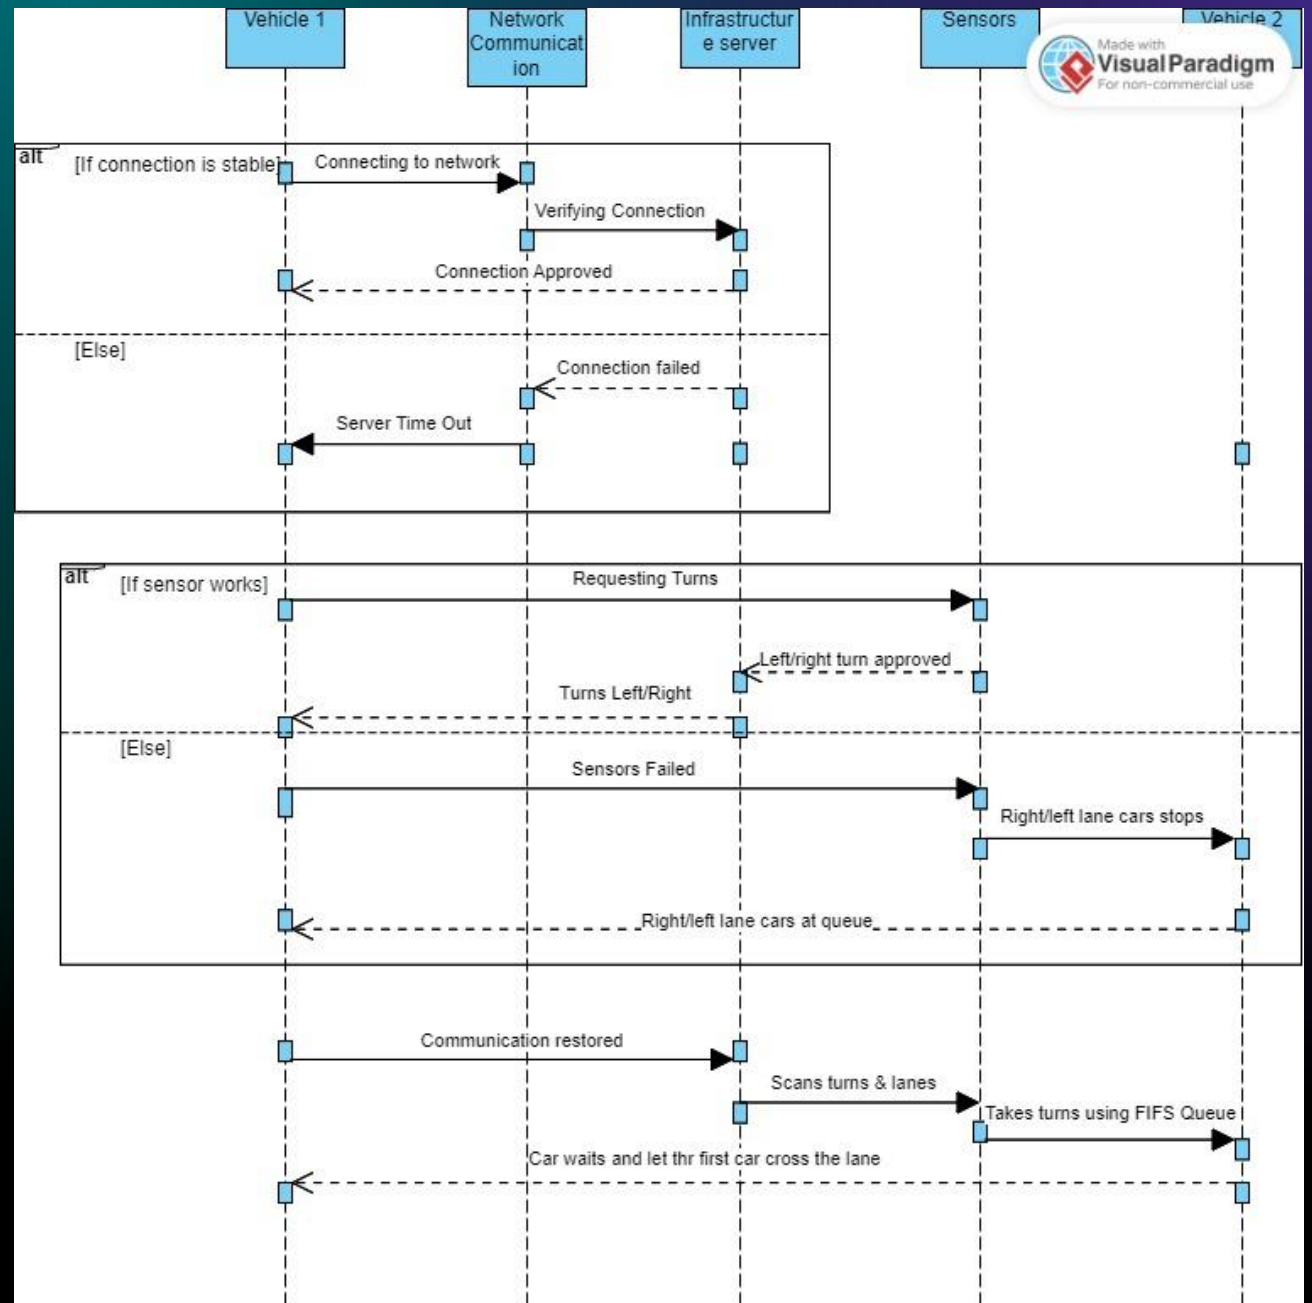 Vehicle 1
Network
Communicat
ion
Infrastructur
e server
Sensors
Vehicle 2
Made with
Visual Paradigm
For non-commercial use
alt
[If connection is stable]
Connecting to network
Verifying Connection
Connection Approved
[Else]
Connection failed
Server Time Out
alt
[If sensor works]
Requesting Turns
Left/right turn approved
Turns Left/Right
[Else]
Sensors Failed
Right/left lane cars stops
Right/left lane cars at queue
Communication restored
Scans turns & lanes
Takes turns using FIFS Queue
Car waits and let thr first car cross the lane